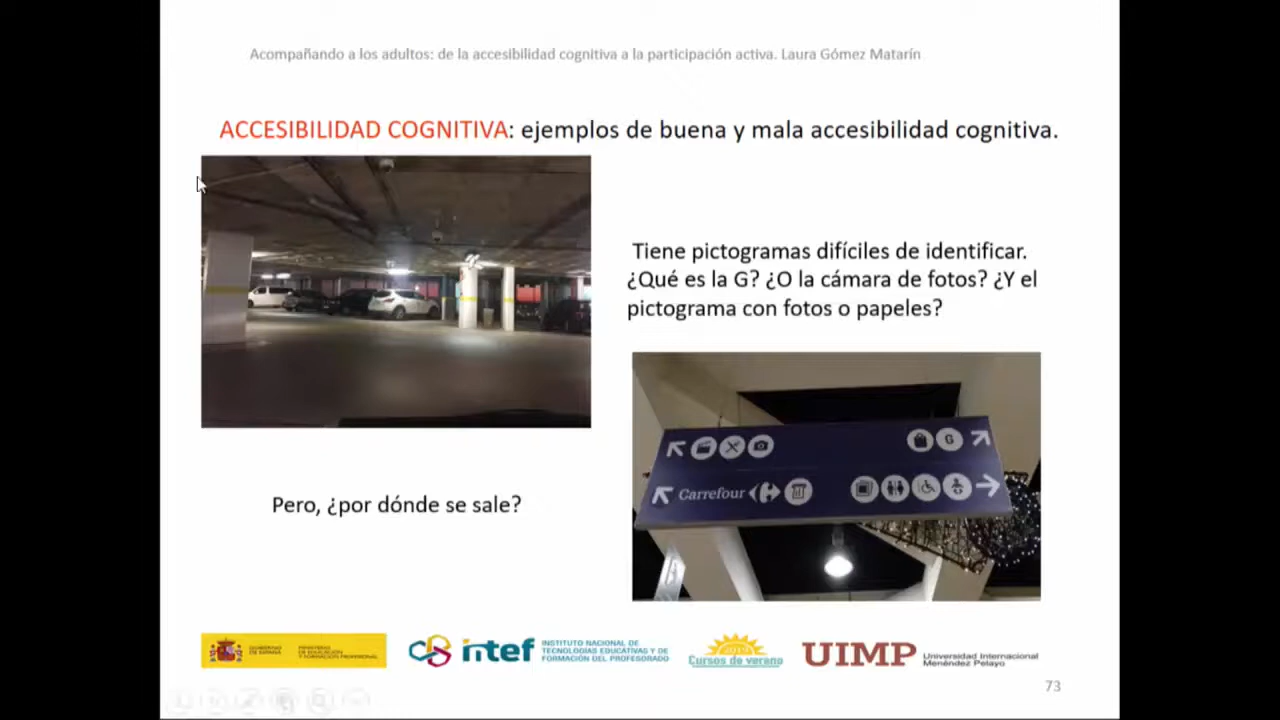 Acompañando a los adultos: de la accesibilidad cognitiva a la participación activa. Laura Gómez Matarín
ACCESIBILIDAD COGNITIVA: ejemplos de buena y mala accesibilidad cognitiva.
Tiene pictogramas difíciles de identificar.
¿Qué es la G? ¿O la cámara de fotos? ¿Y el
pictograma con fotos o papeles?
G
Carrefour
Pero, ¿por dónde se sale?
GOBIERNO
DE ESPAÑA
MINISTERIO
DE EDUCACIÓN
Y FORMACIÓN PROFESIONAL
intef
INSTITUTO NACIONAL DE
TECNOLOGÍAS EDUCATIVAS Y DE
FORMACIÓN DEL PROFESORADO
2019
Cursos de verano
UIMP
Universidad Internacional
Menéndez Pelayo
73